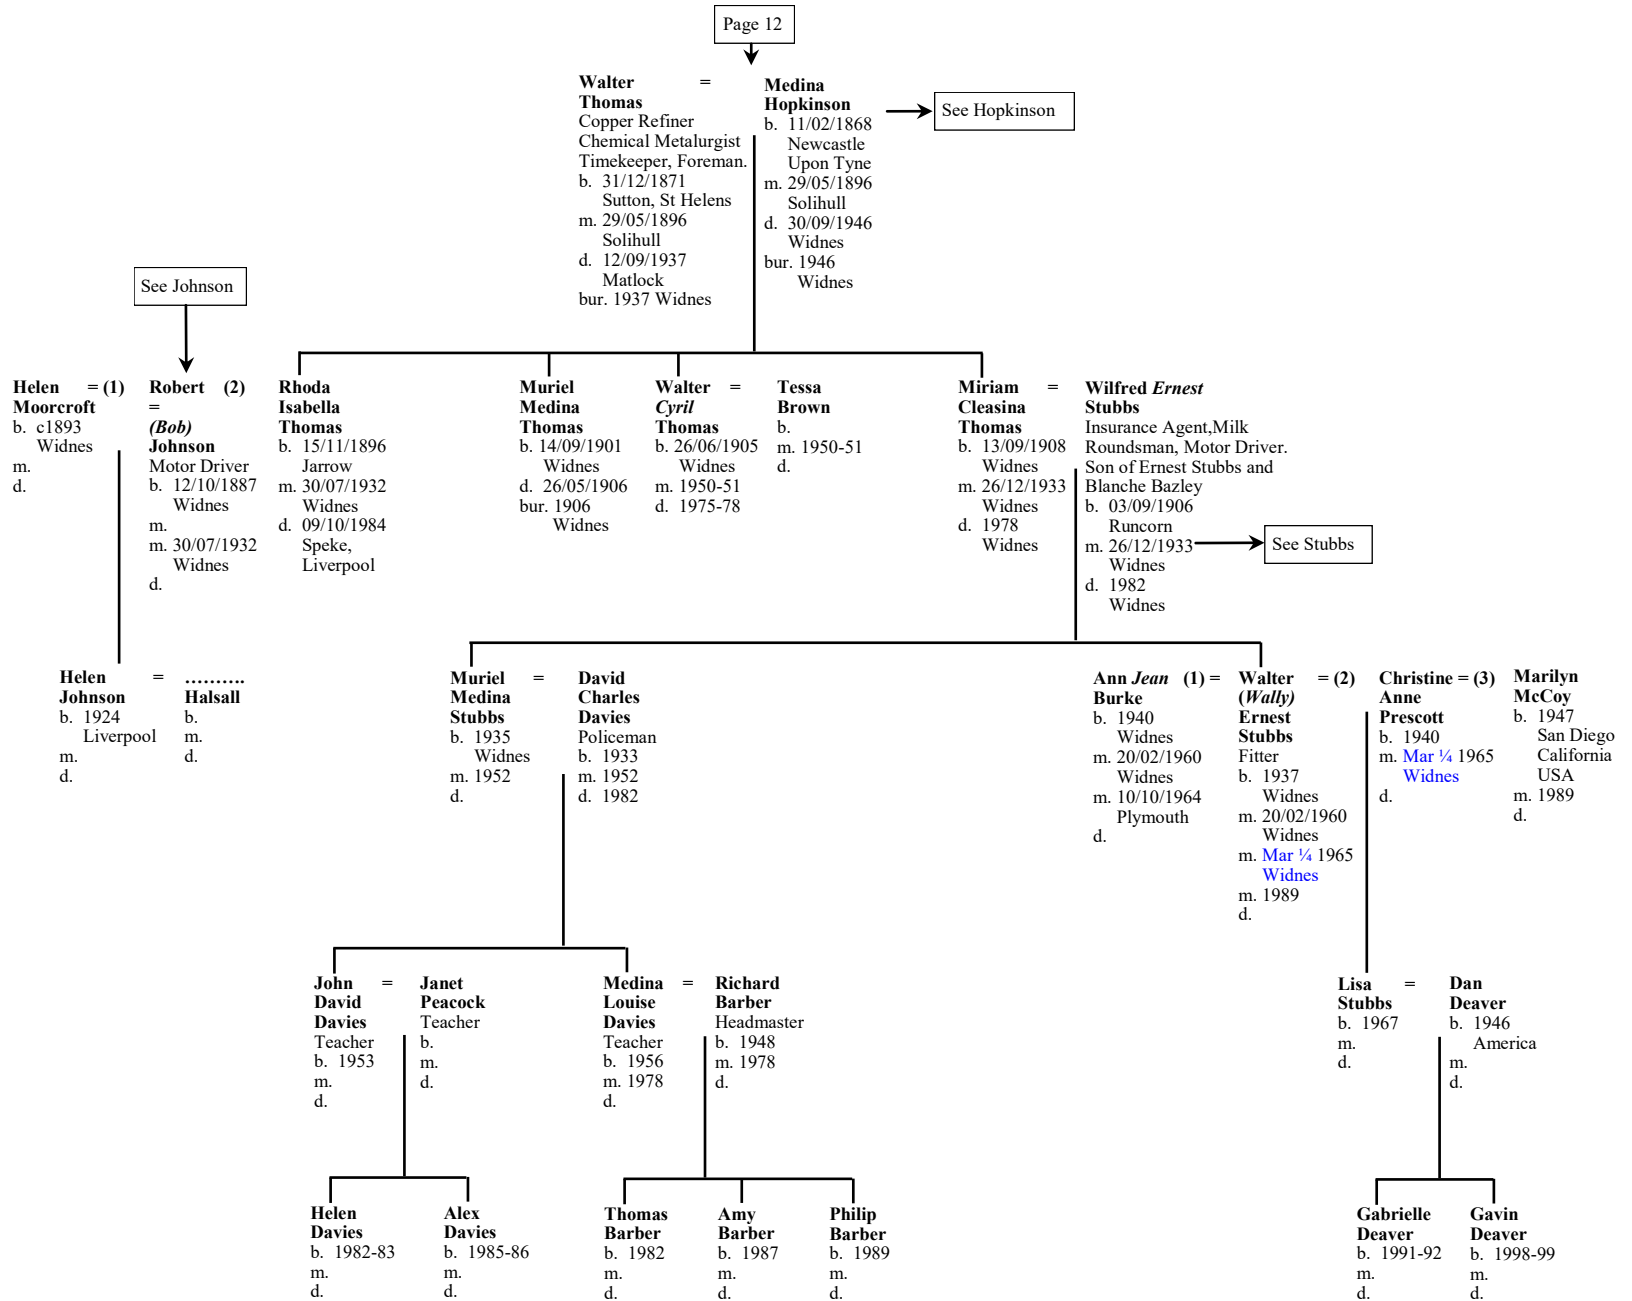 Page 12
Walter =
Thomas
Copper Refiner
Chemical Metalurgist
Timekeeper, Foreman.
b. 31/12/1871
Sutton, St Helens
m. 29/05/1896
Solihull
d. 12/09/1937
Matlock
bur. 1937 Widnes
Medina
Hopkinson
b. 11/02/1868
Newcastle
Upon Tyne
m. 29/05/1896
Solihull
d. 30/09/1946
Widnes
bur. 1946
Widnes
See Hopkinson
See Johnson
Helen = (1)
Moorcroft
b. c1893
Widnes
m.
d.
Robert (2)
=
(Bob)
Johnson
Motor Driver
b. 12/10/1887
Widnes
m.
m. 30/07/1932
Widnes
d.
Rhoda
Isabella
Thomas
b. 15/11/1896
Jarrow
m. 30/07/1932
Widnes
d. 09/10/1984
Speke,
Liverpool
Muriel
Medina
Thomas
b. 14/09/1901
Widnes
d. 26/05/1906
bur. 1906
Widnes
Walter =
Cyril
Thomas
b. 26/06/1905
Widnes
m. 1950-51
d. 1975-78
Tessa
Brown
b.
m. 1950-51
d.
Miriam =
Cleasina
Thomas
b. 13/09/1908
Widnes
m. 26/12/1933
Widnes
d. 1978
Widnes
Wilfred Ernest
Stubbs
Insurance Agent,Milk
Roundsman, Motor Driver.
Son of Ernest Stubbs and
Blanche Bazley
b. 03/09/1906
Runcorn
m. 26/12/1933
Widnes
d. 1982
Widnes
See Stubbs
Helen =
Johnson
b. 1924
Liverpool
m.
d.
..........
Halsall
b.
m.
d.
Muriel =
Medina
Stubbs
b. 1935
Widnes
m. 1952
d.
David
Charles
Davies
Policeman
b. 1933
m. 1952
d. 1982
Ann Jean (1) =
Burke
b. 1940
Widnes
m. 20/02/1960
Widnes
m. 10/10/1964
Plymouth
d.
Walter = (2)
(Wally)
Ernest
Stubbs
Fitter
b. 1937
Widnes
m. 20/02/1960
Widnes
m. Mar ¼ 1965
Widnes
m. 1989
d.
Christine = (3)
Anne
Prescott
b. 1940
m. Mar ¼ 1965
Widnes
d.
Marilyn
McCoy
b. 1947
San Diego
California
USA
m. 1989
d.
John =
David
Davies
Teacher
b. 1953
m.
d.
Janet
Peacock
Teacher
b.
m.
d.
Medina =
Louise
Davies
Teacher
b. 1956
m. 1978
d.
Richard
Barber
Headmaster
b. 1948
m. 1978
d.
Lisa =
Stubbs
b. 1967
m.
d.
Dan
Deaver
b. 1946
America
m.
d.
Helen
Davies
b. 1982-83
m.
d.
Alex
Davies
b. 1985-86
m.
d.
Thomas
Barber
b. 1982
m.
d.
Amy
Barber
b. 1987
m.
d.
Philip
Barber
b. 1989
m.
d.
Gabrielle
Deaver
b. 1991-92
m.
d.
Gavin
Deaver
b. 1998-99
m.
d.